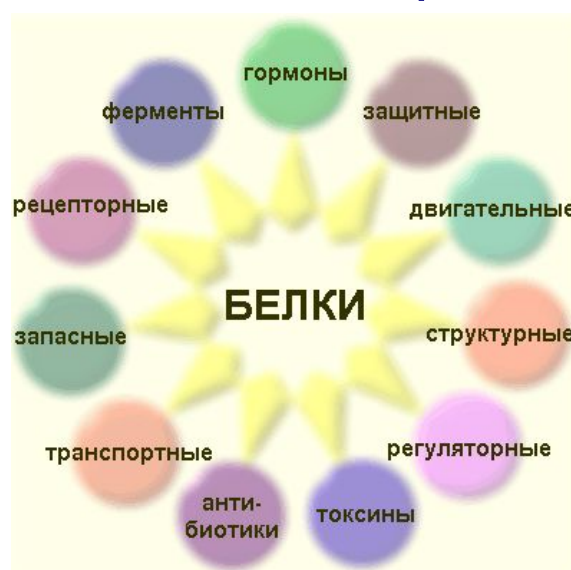 гормоны
ферменты
защитные
рецепторные
двигательные
БЕЛКИ
запасные
структурные
транспортные
регуляторные
анти-
биотики
токсины